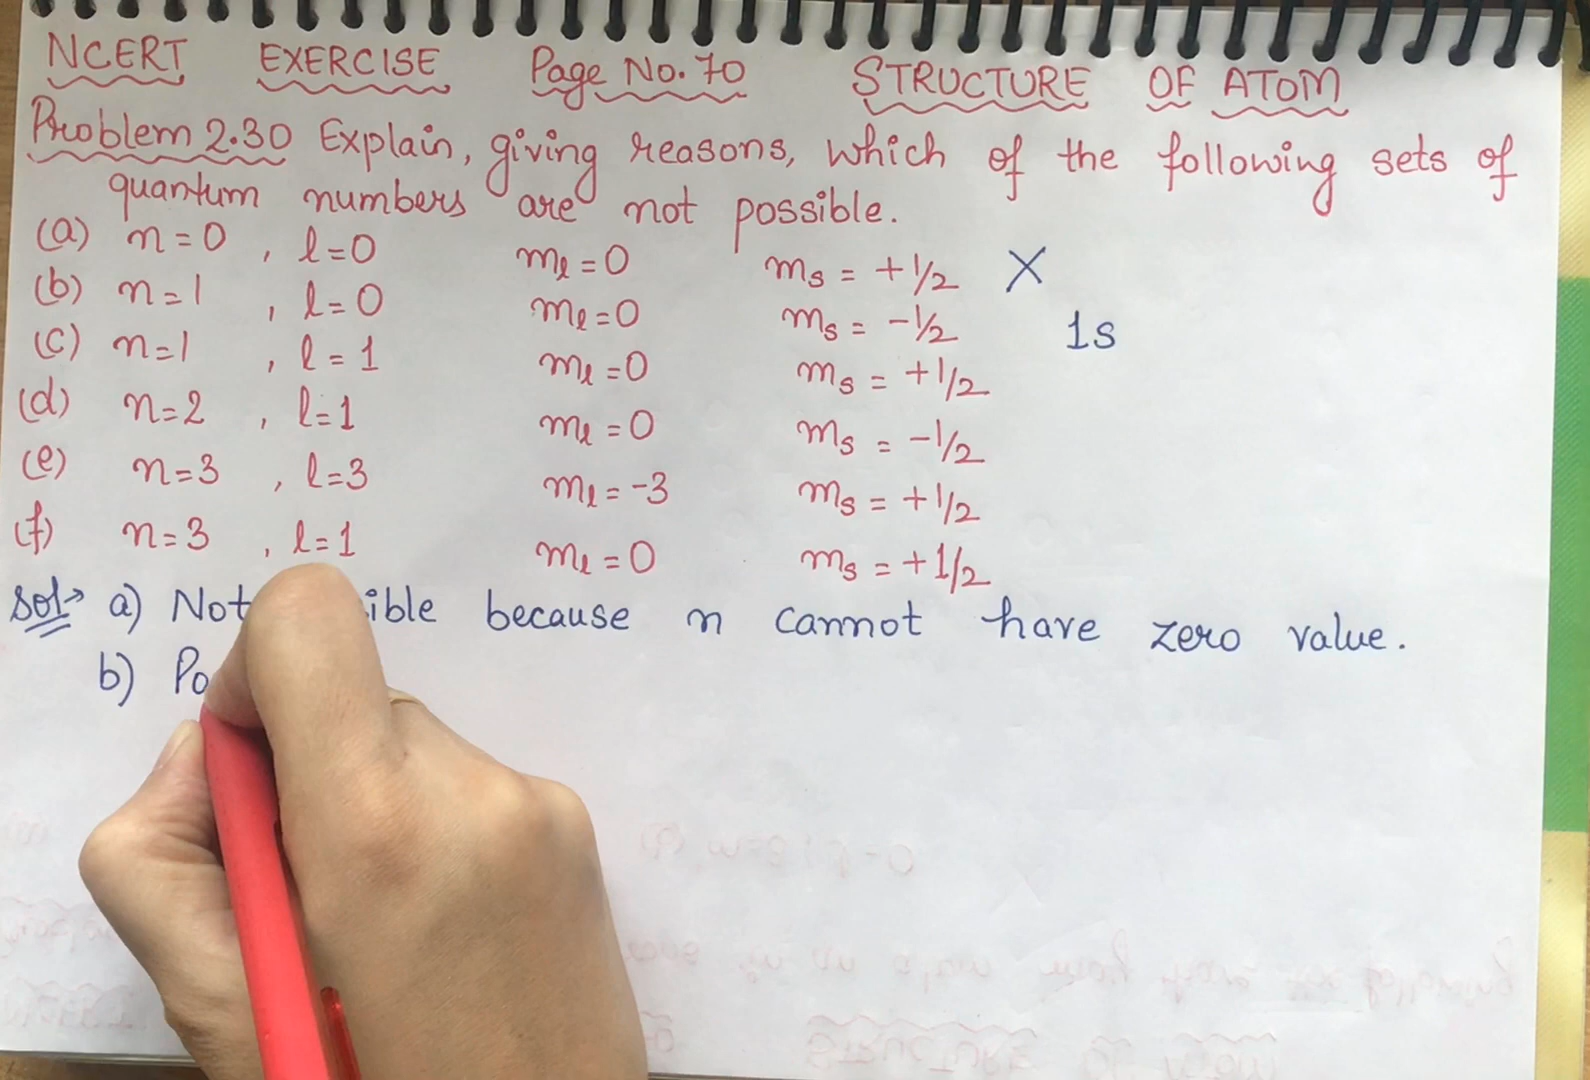 NCERT EXERCISE Page No. 70 STRUCTURE OF ATOM
Problem 2.30 Explain, giving reasons, which of the following sets of
quantum numbers are not possible.
(a) n=0 , l=0 mₗ=0 mₛ = +1/2 X
(b) n=1 , l=0 mₗ=0 mₛ = -1/2 1s
(c) n=1 , l=1 mₗ=0 mₛ = +1/2
(d) n=2 , l=1 mₗ=0 mₛ = -1/2
(e) n=3 , l=3 mₗ=-3 mₛ = +1/2
(f) n=3 , l=1 mₗ=0 mₛ = +1/2
Sol→ a) Not ible because n cannot have zero value.
b) Po